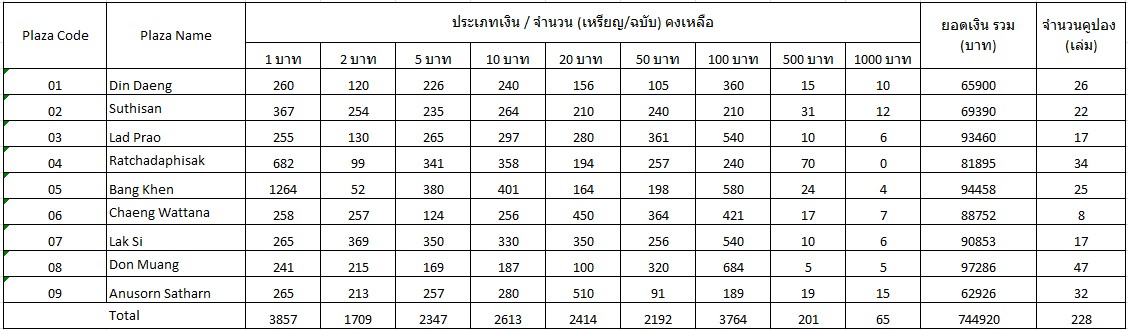 Plaza Code Plaza Name ประเภทเงิน / จำนวน (เหรียญ/ฉบับ) คงเหลือ ยอดเงิน รวม (บาท) จำนวนคูปอง (เล่ม)
1 บาท 2 บาท 5 บาท 10 บาท 20 บาท 50 บาท 100 บาท 500 บาท 1000 บาท
01 Din Daeng 260 120 226 240 156 105 360 15 10 65900 26
02 Suthisan 367 254 235 264 210 240 210 31 12 69390 22
03 Lad Prao 255 130 265 297 280 361 540 10 6 93460 17
04 Ratchadaphisak 682 99 341 358 194 257 240 70 0 81895 34
05 Bang Khen 1264 52 380 401 164 198 580 24 4 94458 25
06 Chaeng Wattana 258 257 124 256 450 364 421 17 7 88752 8
07 Lak Si 265 369 350 330 350 256 540 10 6 90853 17
08 Don Muang 241 215 169 187 100 320 684 5 5 97286 47
09 Anusorn Satharn 265 213 257 280 510 91 189 19 15 62926 32
Total 3857 1709 2347 2613 2414 2192 3764 201 65 744920 228